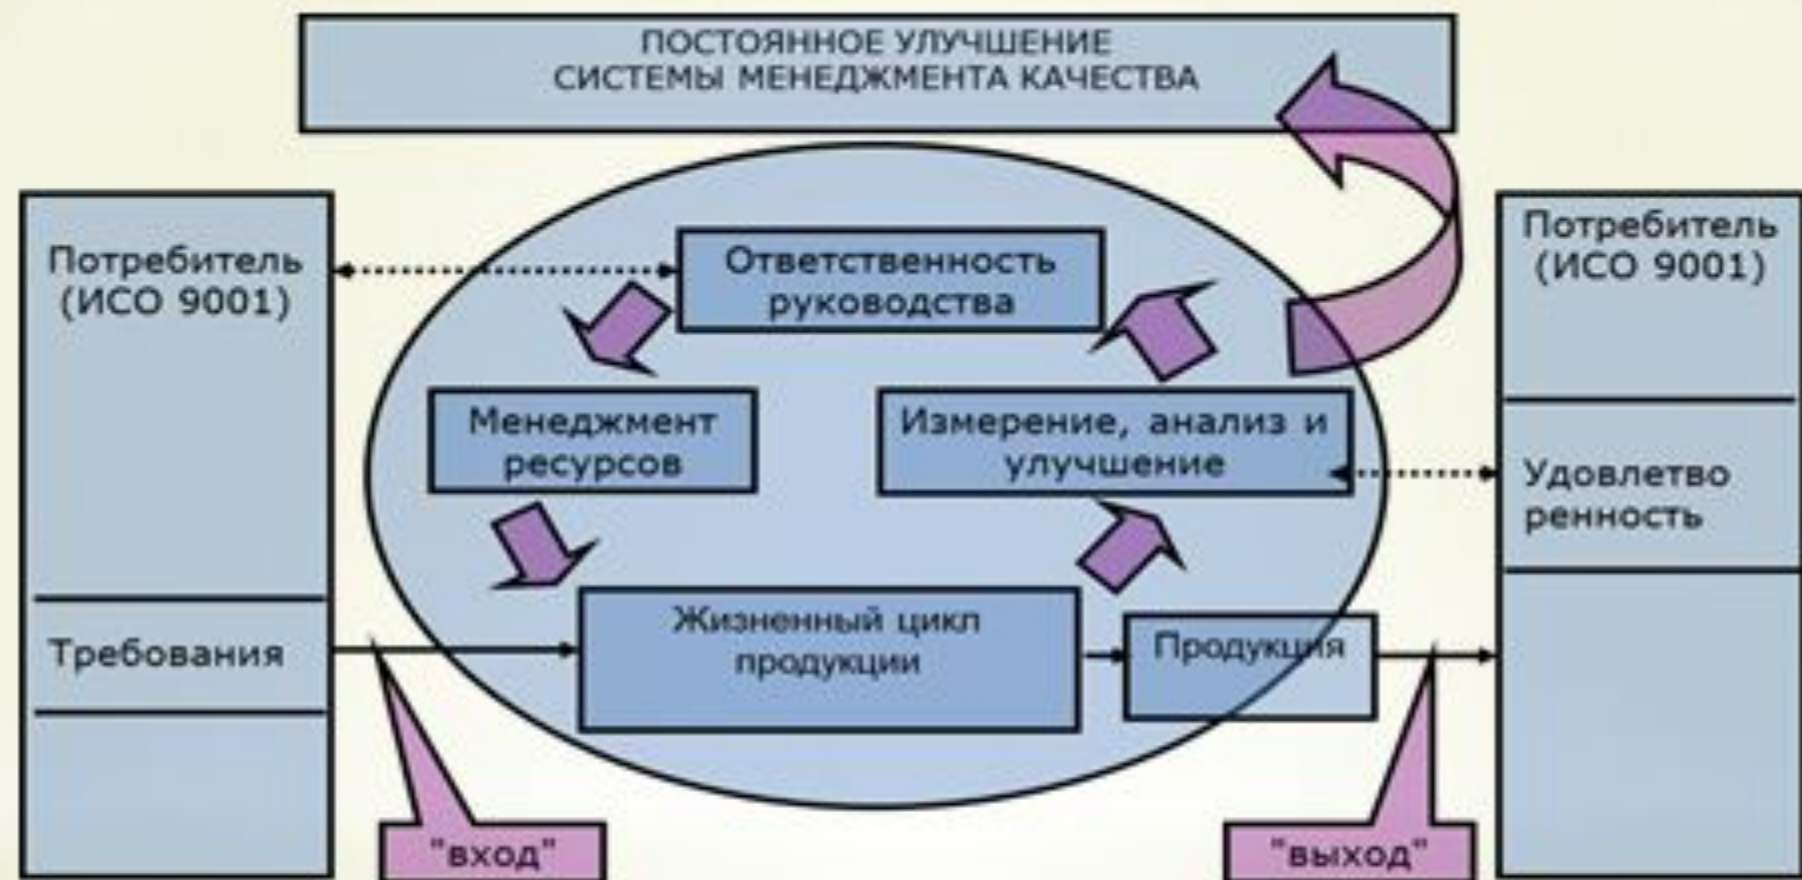 ПОСТОЯННОЕ УЛУЧШЕНИЕ
СИСТЕМЫ МЕНЕДЖМЕНТА КАЧЕСТВА
Потребитель
(ИСО 9001)
Требования
Ответственность
руководства
Менеджмент
ресурсов
Измерение, анализ и
улучшение
Жизненный цикл
продукции
Продукция
Потребитель
(ИСО 9001)
Удовлетво
ренность
"вход"
"выход"